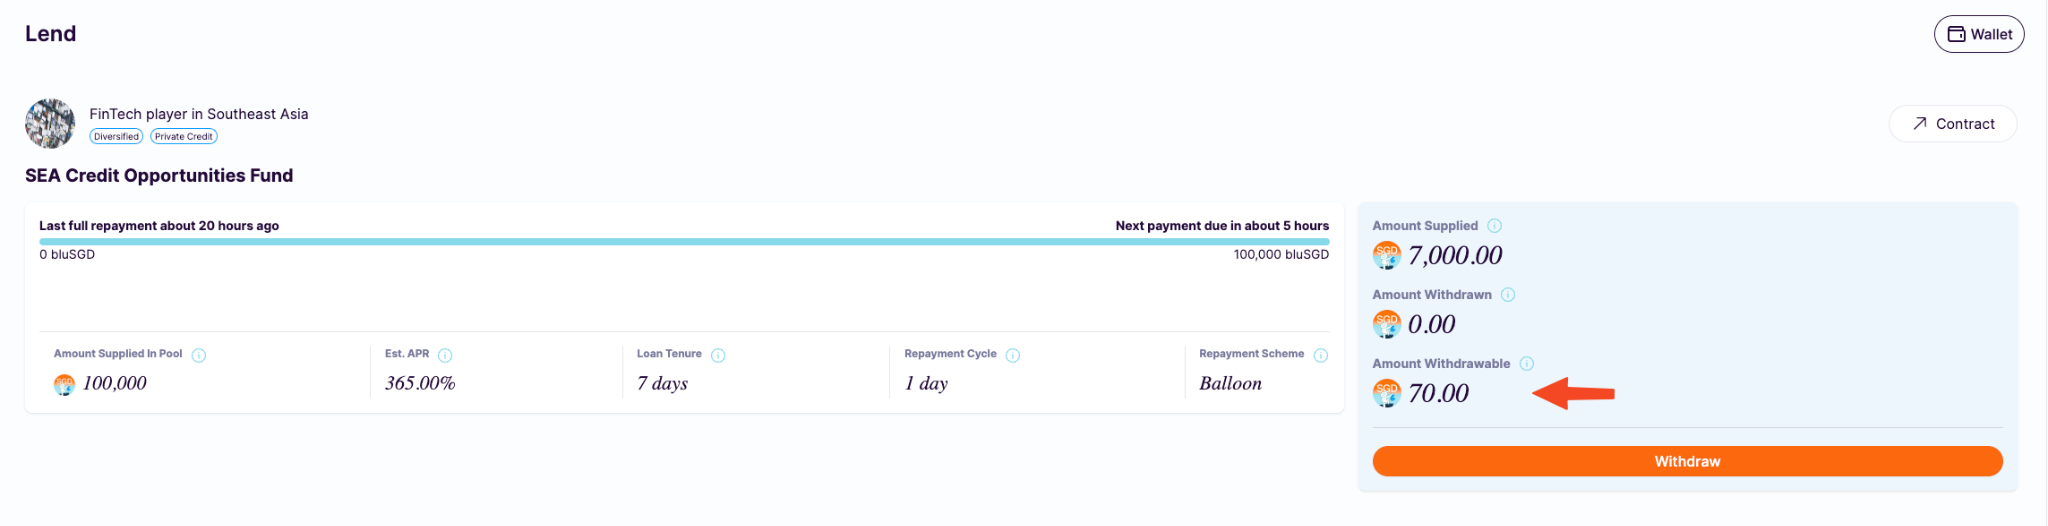 Lend
Wallet
FinTech player in Southeast Asia
Diversified Private Credit
Contract
SEA Credit Opportunities Fund
Last full repayment about 20 hours ago
Next payment due in about 5 hours
0 bluSGD
100,000 bluSGD
Amount Supplied In Pool
SGD 100,000
Est. APR
365.00%
Loan Tenure
7 days
Repayment Cycle
1 day
Repayment Scheme
Balloon
Amount Supplied
SGD 7,000.00
Amount Withdrawn
SGD 0.00
Amount Withdrawable
SGD 70.00
Withdraw